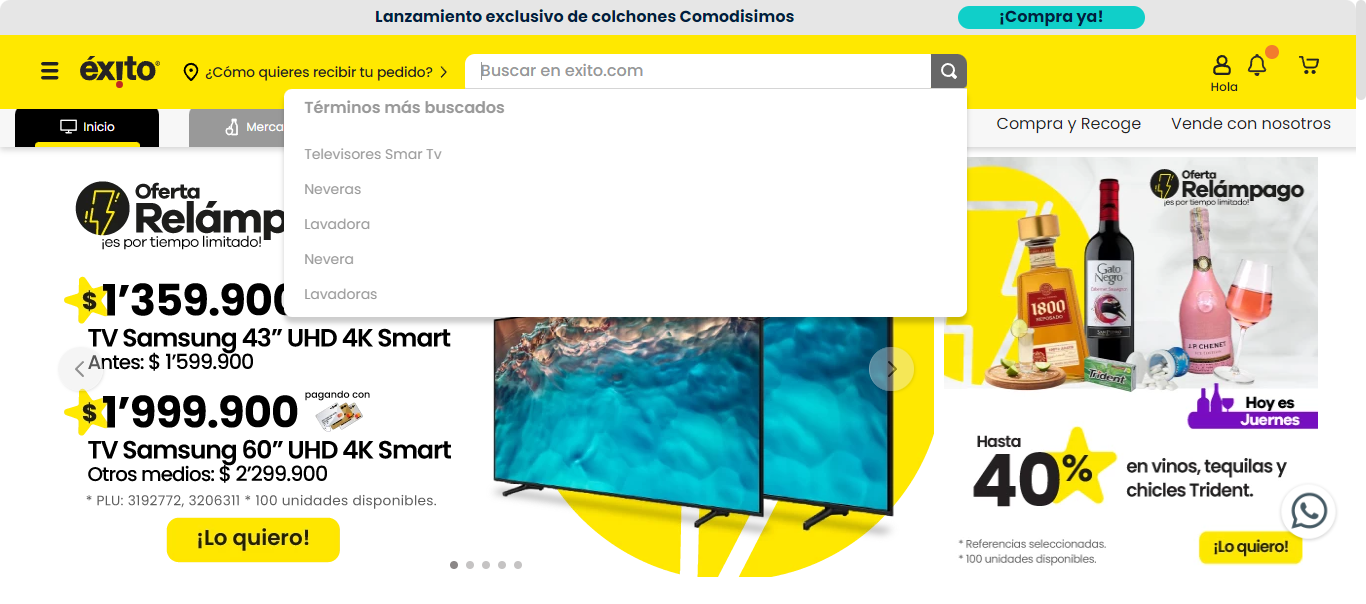 Lanzamiento exclusivo de colchones Comodisimos
¡Compra ya!
éxito
¿Cómo quieres recibir tu pedido?
Buscar en exito.com
Hola
Términos más buscados
Televisores Smar Tv
Neveras
Lavadora
Nevera
Lavadoras
Inicio
Merca
Compra y Recoge
Vende con nosotros
Oferta
Relámp
¡es por tiempo limitado!
$1’359.900
TV Samsung 43” UHD 4K Smart
Antes: $ 1’599.900
$1’999.900
pagando con
TV Samsung 60” UHD 4K Smart
Otros medios: $ 2’299.900
* PLU: 3192772, 3206311 * 100 unidades disponibles.
¡Lo quiero!
Oferta
Relámpago
¡es por tiempo limitado!
1800
REPOSADO
Gato
Negro
J.P. CHENET
Trident
Hoy es
Juernes
Hasta
40%
en vinos, tequilas y
chicles Trident.
* Referencias seleccionadas.
* 100 unidades disponibles.
¡Lo quiero!